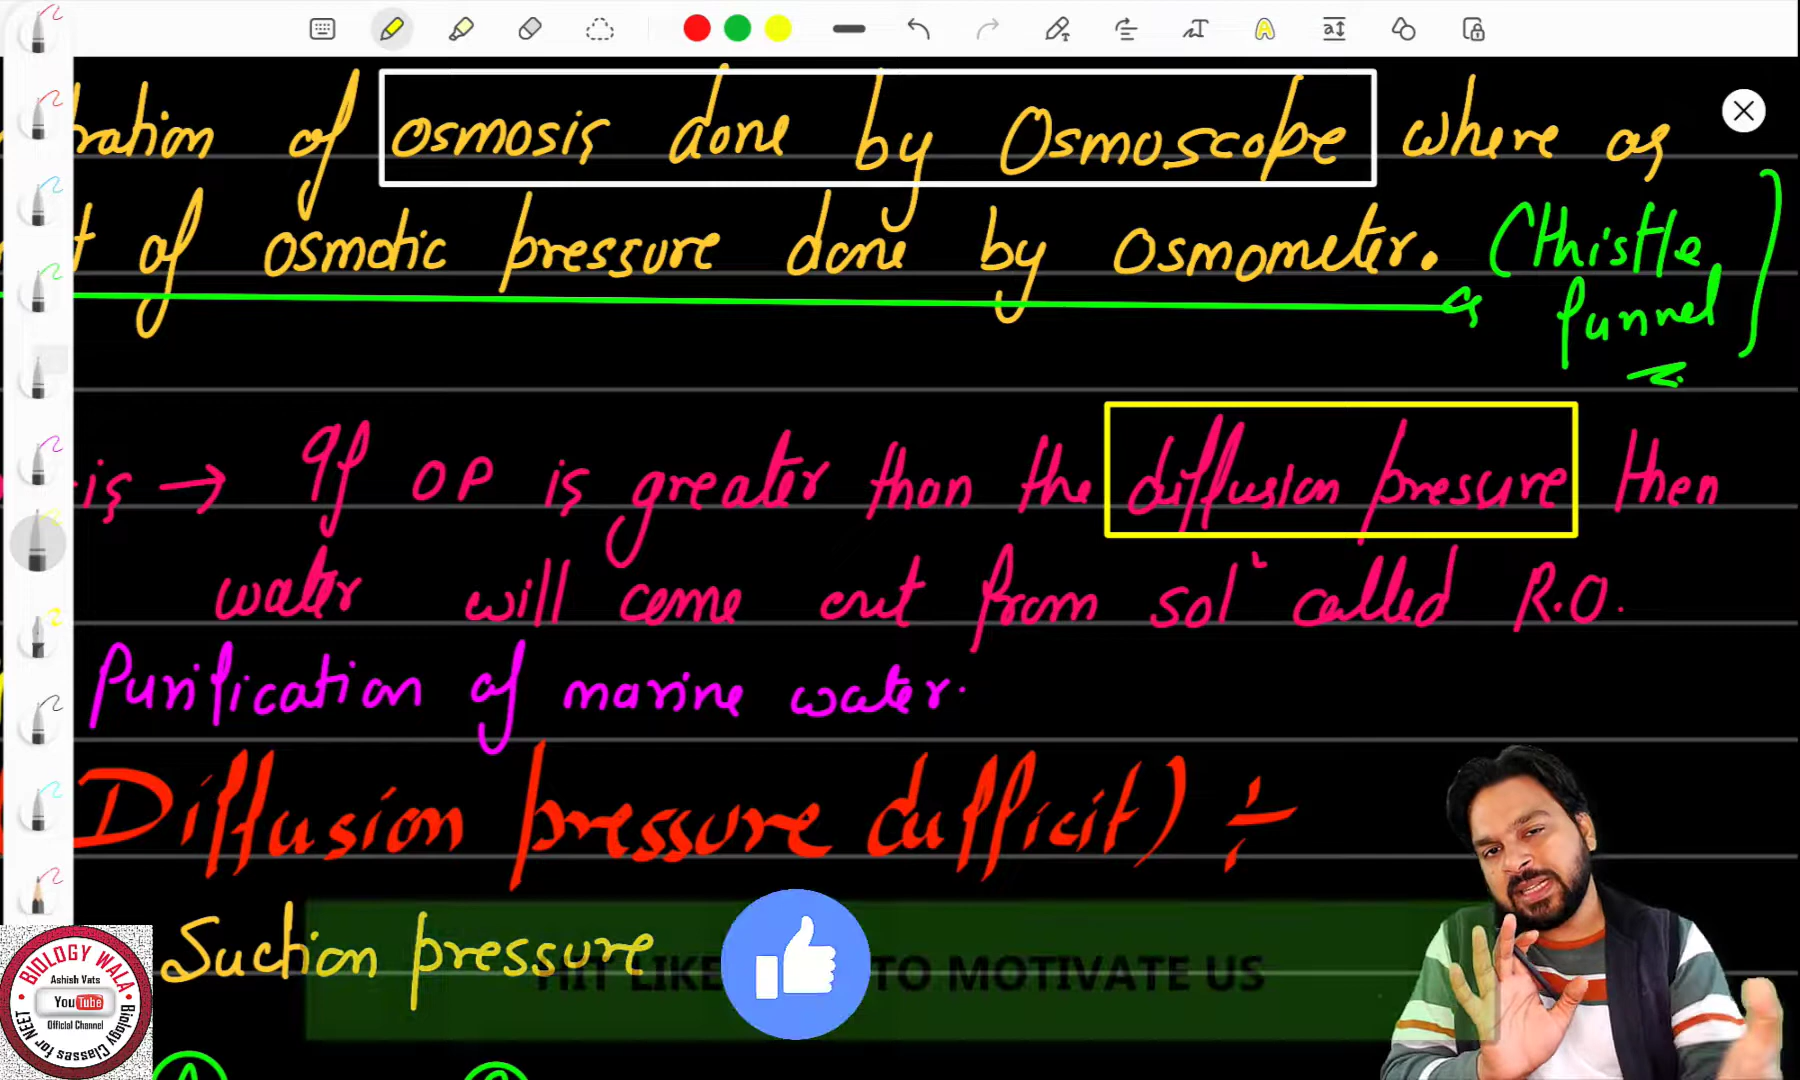 ration of osmosis done by Osmoscope where as
t of osmotic pressure done by osmometer. (thistle
funnel)
is → If OP is greater than the diffusion pressure then
water will come out from solⁿ called R.O.
Purification of marine water.
Diffusion pressure dufficit) ÷
Suction pressure
HIT LIKE TO MOTIVATE US
BIOLOGY WALA
Ashish Vats
YouTube
Official Channel
Biology Classes for NEET